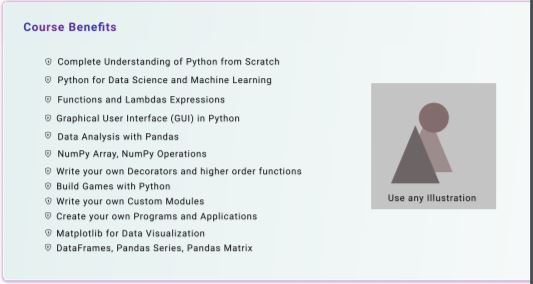 Course Benefits
Complete Understanding of Python from Scratch
Python for Data Science and Machine Learning
Functions and Lambdas Expressions
Graphical User Interface (GUI) in Python
Data Analysis with Pandas
NumPy Array, NumPy Operations
Write your own Decorators and higher order functions
Build Games with Python
Write your own Custom Modules
Create your own Programs and Applications
Matplotlib for Data Visualization
DataFrames, Pandas Series, Pandas Matrix
Use any Illustration